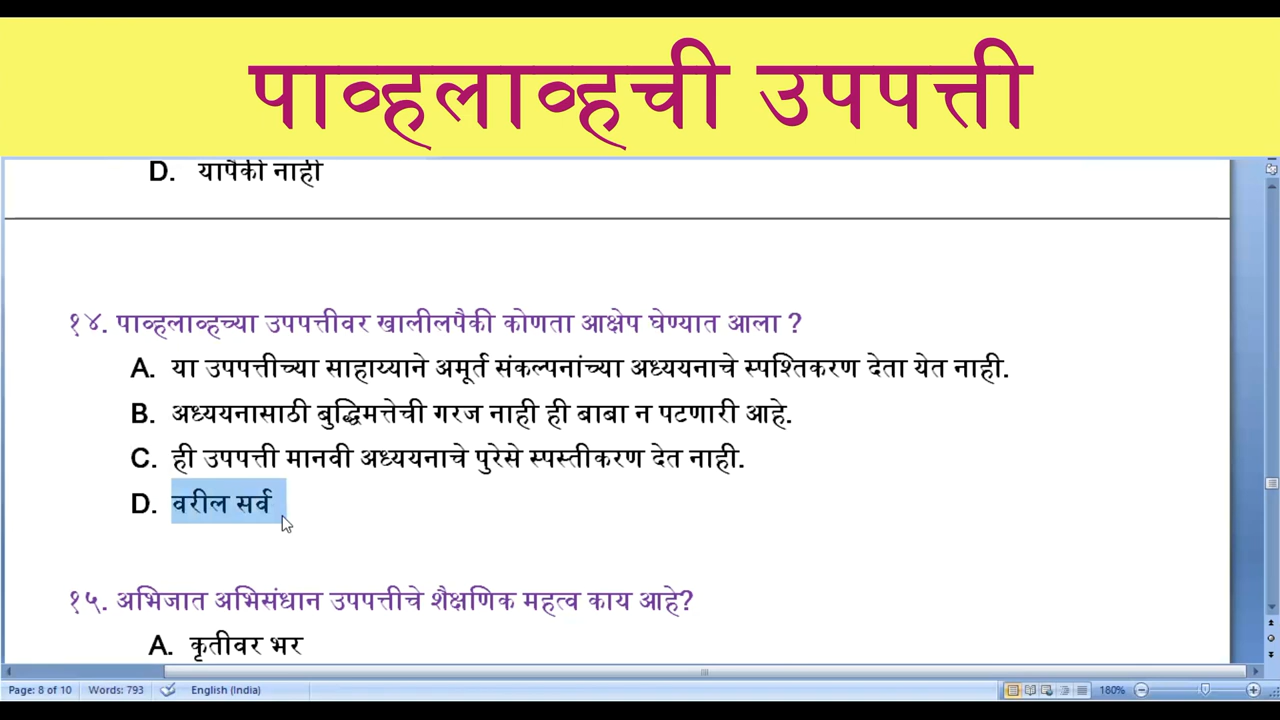 पाव्हलाव्हची उपपत्ती
D. यापैकी नाही
१४. पाव्हलाव्हच्या उपपत्तीवर खालीलपैकी कोणता आक्षेप घेण्यात आला ?
A. या उपपत्तीच्या साहाय्याने अमूर्त संकल्पनांच्या अध्ययनाचे स्पश्तिकरण देता येत नाही.
B. अध्ययनासाठी बुद्धिमत्तेची गरज नाही ही बाबा न पटणारी आहे.
C. ही उपपत्ती मानवी अध्ययनाचे पुरेसे स्पस्तीकरण देत नाही.
D. वरील सर्व
१५. अभिजात अभिसंधान उपपत्तीचे शैक्षणिक महत्व काय आहे?
A. कृतीवर भर
Page: 8 of 10 Words: 793 English (India) 180%